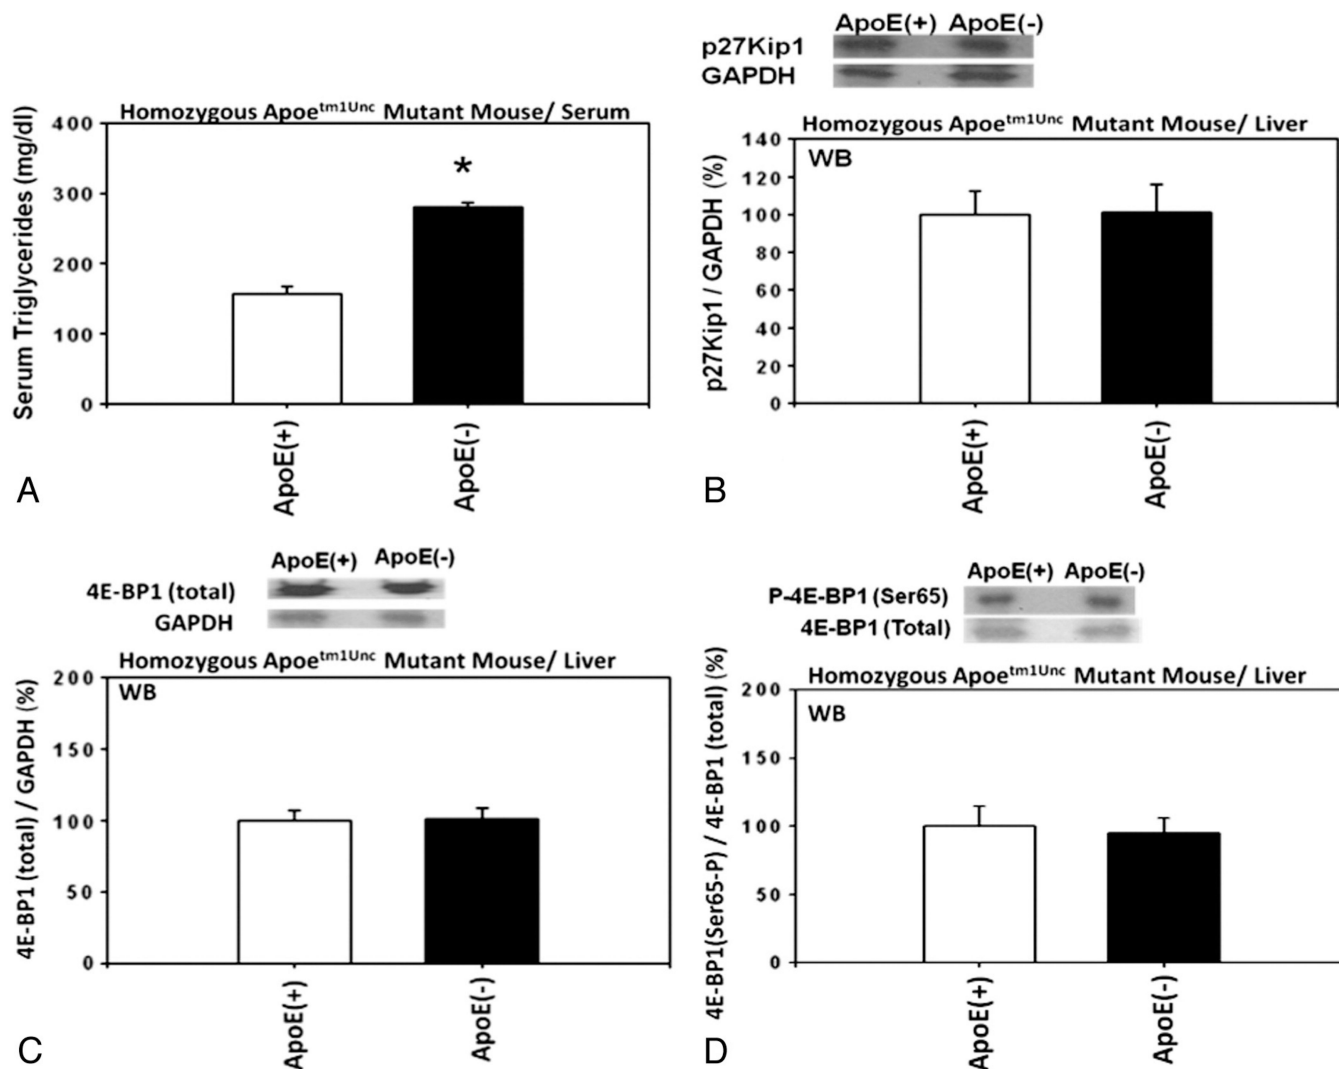 Homozygous Apoe^tm1Unc Mutant Mouse/ Serum
Serum Triglycerides (mg/dl)
400
300
200
100
0
*
ApoE(+)
ApoE(-)
A
ApoE(+) ApoE(-)
p27Kip1
GAPDH
Homozygous Apoe^tm1Unc Mutant Mouse/ Liver
WB
p27Kip1 / GAPDH (%)
140
120
100
80
60
40
20
0
ApoE(+)
ApoE(-)
B
ApoE(+) ApoE(-)
4E-BP1 (total)
GAPDH
Homozygous Apoe^tm1Unc Mutant Mouse/ Liver
WB
4E-BP1 (total) / GAPDH (%)
200
150
100
50
0
ApoE(+)
ApoE(-)
C
ApoE(+) ApoE(-)
P-4E-BP1 (Ser65)
4E-BP1 (Total)
Homozygous Apoe^tm1Unc Mutant Mouse/ Liver
WB
4E-BP1(Ser65-P) / 4E-BP1 (total) (%)
200
150
100
50
0
ApoE(+)
ApoE(-)
D